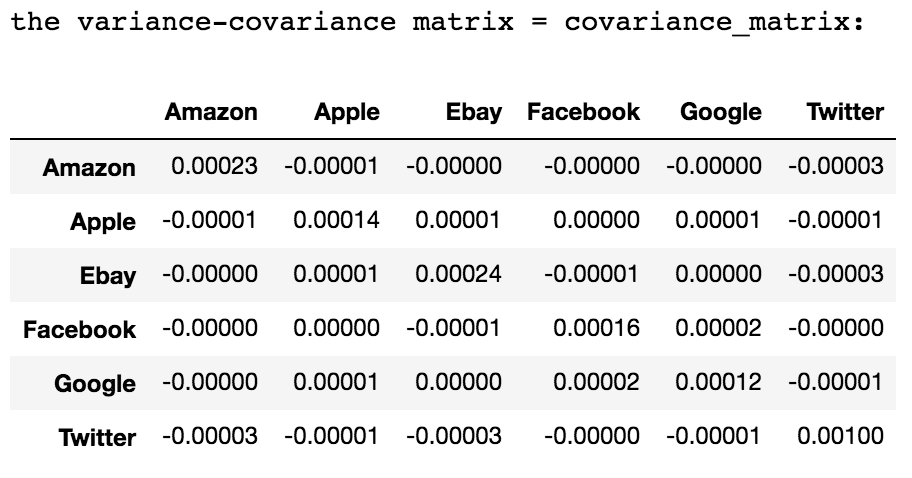 the variance-covariance matrix = covariance_matrix:
Amazon Apple Ebay Facebook Google Twitter
Amazon 0.00023 -0.00001 -0.00000 -0.00000 -0.00000 -0.00003
Apple -0.00001 0.00014 0.00001 0.00000 0.00001 -0.00001
Ebay -0.00000 0.00001 0.00024 -0.00001 0.00000 -0.00003
Facebook -0.00000 0.00000 -0.00001 0.00016 0.00002 -0.00000
Google -0.00000 0.00001 0.00000 0.00002 0.00012 -0.00001
Twitter -0.00003 -0.00001 -0.00003 -0.00000 -0.00001 0.00100